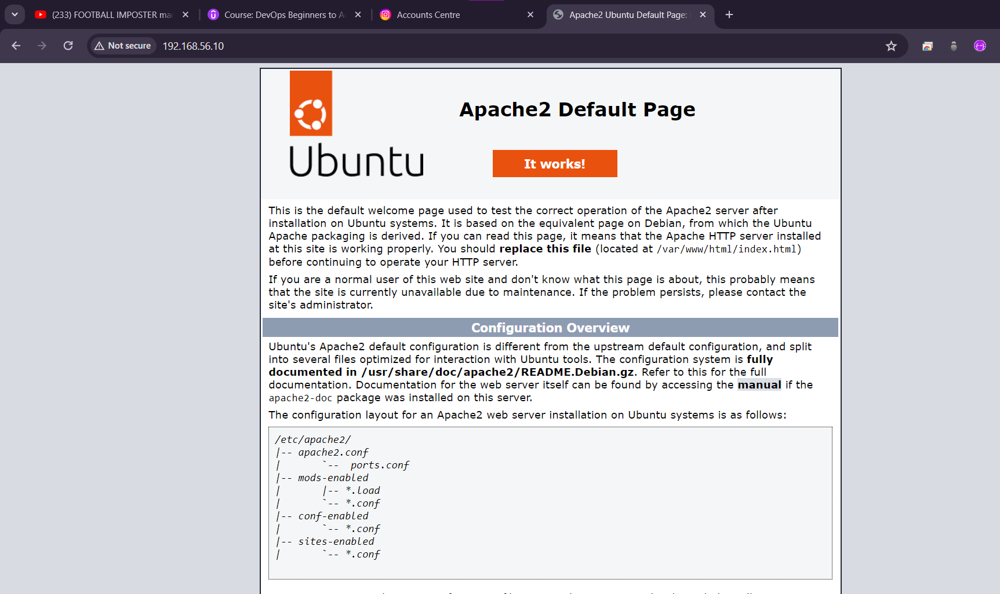 (233) FOOTBALL IMPOSTER ma
Course: DevOps Beginners to A
Accounts Centre
Apache2 Ubuntu Default Page:
Not secure
192.168.56.10
Ubuntu
Apache2 Default Page
It works!
This is the default welcome page used to test the correct operation of the Apache2 server after
installation on Ubuntu systems. It is based on the equivalent page on Debian, from which the Ubuntu
Apache packaging is derived. If you can read this page, it means that the Apache HTTP server installed
at this site is working properly. You should replace this file (located at /var/www/html/index.html)
before continuing to operate your HTTP server.
If you are a normal user of this web site and don't know what this page is about, this probably means
that the site is currently unavailable due to maintenance. If the problem persists, please contact the
site's administrator.
Configuration Overview
Ubuntu's Apache2 default configuration is different from the upstream default configuration, and split
into several files optimized for interaction with Ubuntu tools. The configuration system is fully
documented in /usr/share/doc/apache2/README.Debian.gz. Refer to this for the full
documentation. Documentation for the web server itself can be found by accessing the manual if the
apache2-doc package was installed on this server.
The configuration layout for an Apache2 web server installation on Ubuntu systems is as follows:
/etc/apache2/
|-- apache2.conf
|       `--  ports.conf
|-- mods-enabled
|       |-- *.load
|       `-- *.conf
|-- conf-enabled
|       `-- *.conf
|-- sites-enabled
|       `-- *.conf